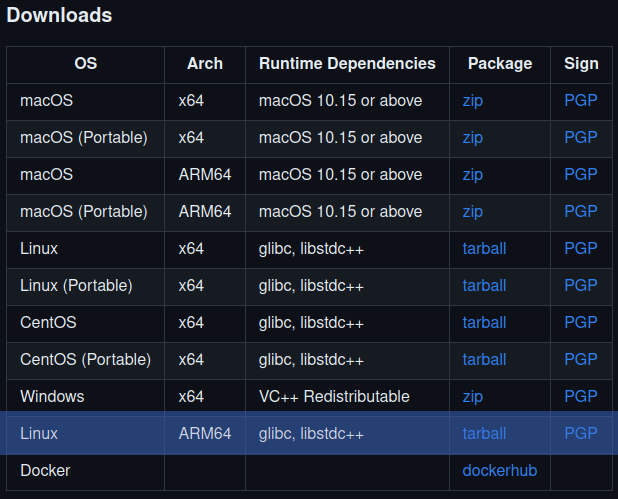 Downloads
OS Arch Runtime Dependencies Package Sign
macOS x64 macOS 10.15 or above zip PGP
macOS (Portable) x64 macOS 10.15 or above zip PGP
macOS ARM64 macOS 10.15 or above zip PGP
macOS (Portable) ARM64 macOS 10.15 or above zip PGP
Linux x64 glibc, libstdc++ tarball PGP
Linux (Portable) x64 glibc, libstdc++ tarball PGP
CentOS x64 glibc, libstdc++ tarball PGP
CentOS (Portable) x64 glibc, libstdc++ tarball PGP
Windows x64 VC++ Redistributable zip PGP
Linux ARM64 glibc, libstdc++ tarball PGP
Docker dockerhub